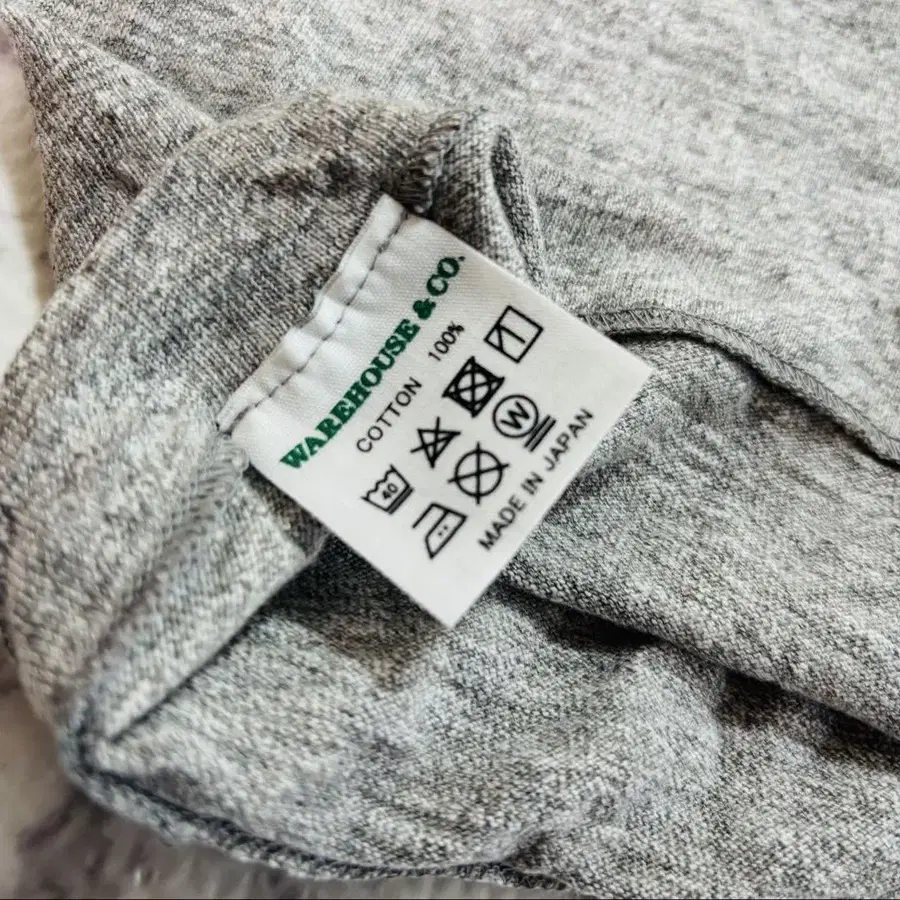 WAREHOUSE & CO.
COTTON 100%
40
W
MADE IN JAPAN